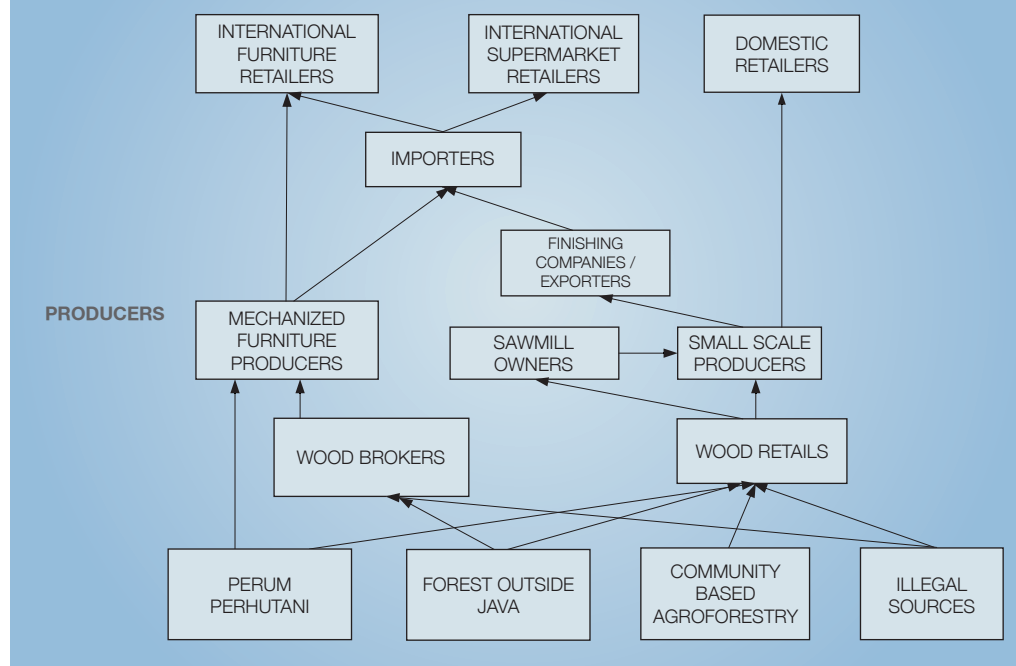 INTERNATIONAL
FURNITURE
RETAILERS
INTERNATIONAL
SUPERMARKET
RETAILERS
DOMESTIC
RETAILERS
IMPORTERS
FINISHING
COMPANIES /
EXPORTERS
PRODUCERS
MECHANIZED
FURNITURE
PRODUCERS
SAWMILL
OWNERS
SMALL SCALE
PRODUCERS
WOOD BROKERS
WOOD RETAILS
PERUM
PERHUTANI
FOREST OUTSIDE
JAVA
COMMUNITY
BASED
AGROFORESTRY
ILLEGAL
SOURCES